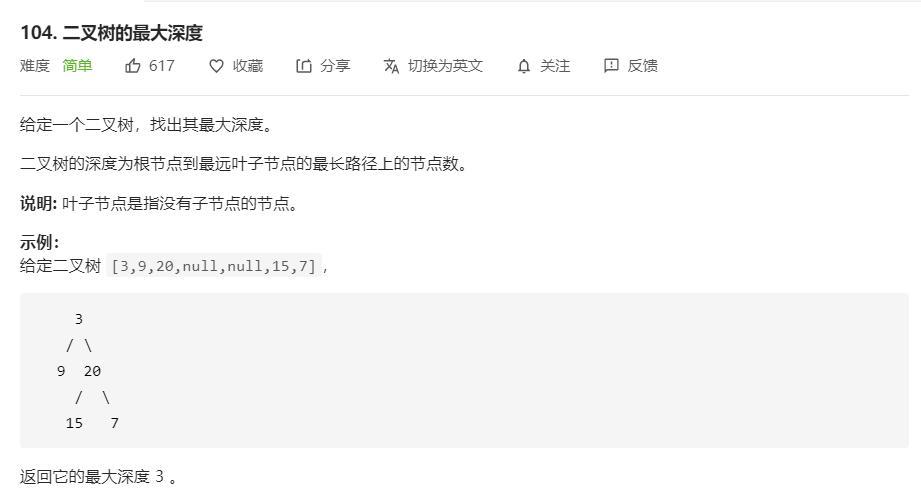 104. 二叉树的最大深度
难度 简单 617 收藏 分享 切换为英文 关注 反馈
给定一个二叉树，找出其最大深度。
二叉树的深度为根节点到最远叶子节点的最长路径上的节点数。
说明: 叶子节点是指没有子节点的节点。
示例：
给定二叉树 [3,9,20,null,null,15,7]，
3
/ \
9 20
/ \
15 7
返回它的最大深度 3 。